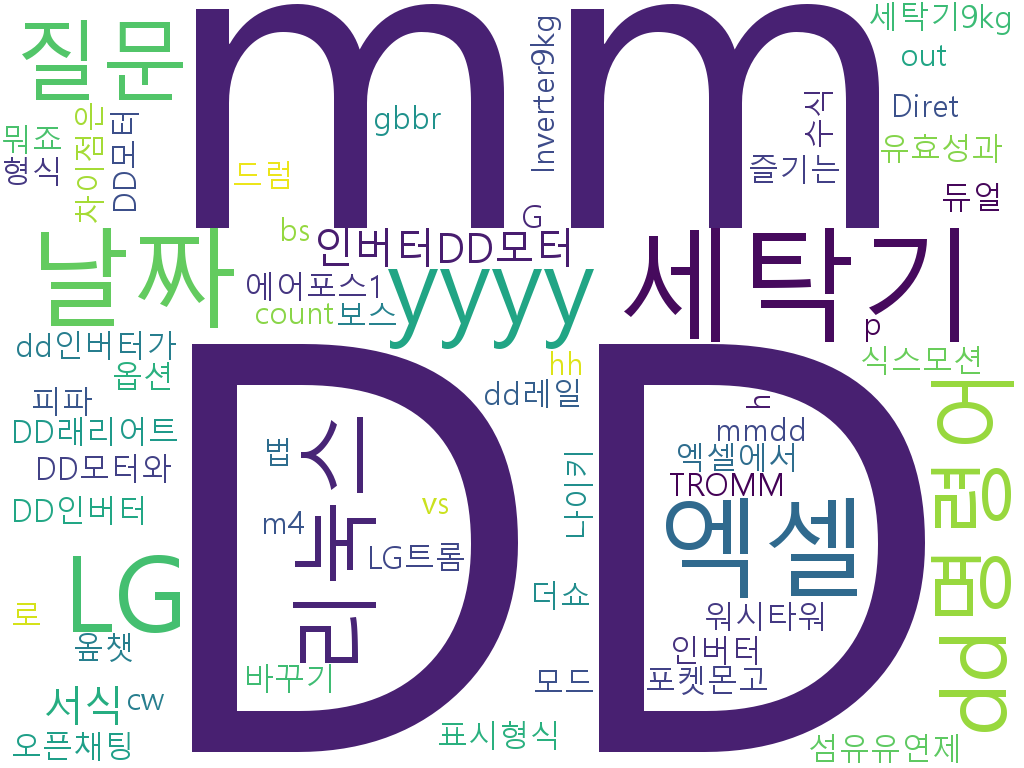 질문
mm
Inverter9kg
세탁기9kg
out
gbbr
수식
Diret
뭐죠
형식
차이점은
DD모터
드럼
즐기는
유효성과
듀얼
날짜
bs
인버터DD모터
G
세탁기
에어포스1
count
보스
yyyy
p
dd인버터가
옵션
hh
식스모션
피파
dd레일
h
mmdd
DD래리어트
DD모터와
DD
법
리눅스
vs
나이키
엑셀에서
TROMM
dd명령어
DD인버터
m4
LG트롬
엑셀
LG
로
더쇼
워시타워
옾챗
인버터
바꾸기
모드
포켓몬고
서식
cw
오픈채팅
표시형식
섬유유연제